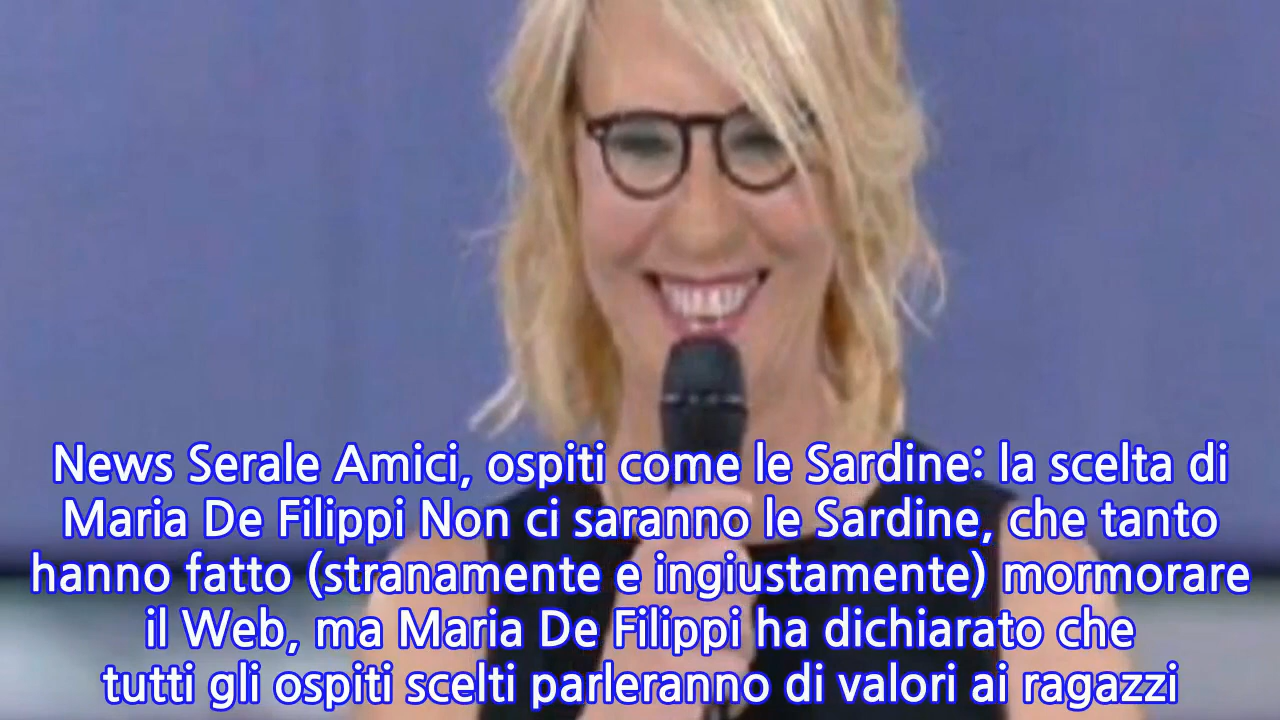 News Serale Amici, ospiti come le Sardine: la scelta di
Maria De Filippi Non ci saranno le Sardine, che tanto
hanno fatto (stranamente e ingiustamente) mormorare
il Web, ma Maria De Filippi ha dichiarato che
tutti gli ospiti scelti parleranno di valori ai ragazzi